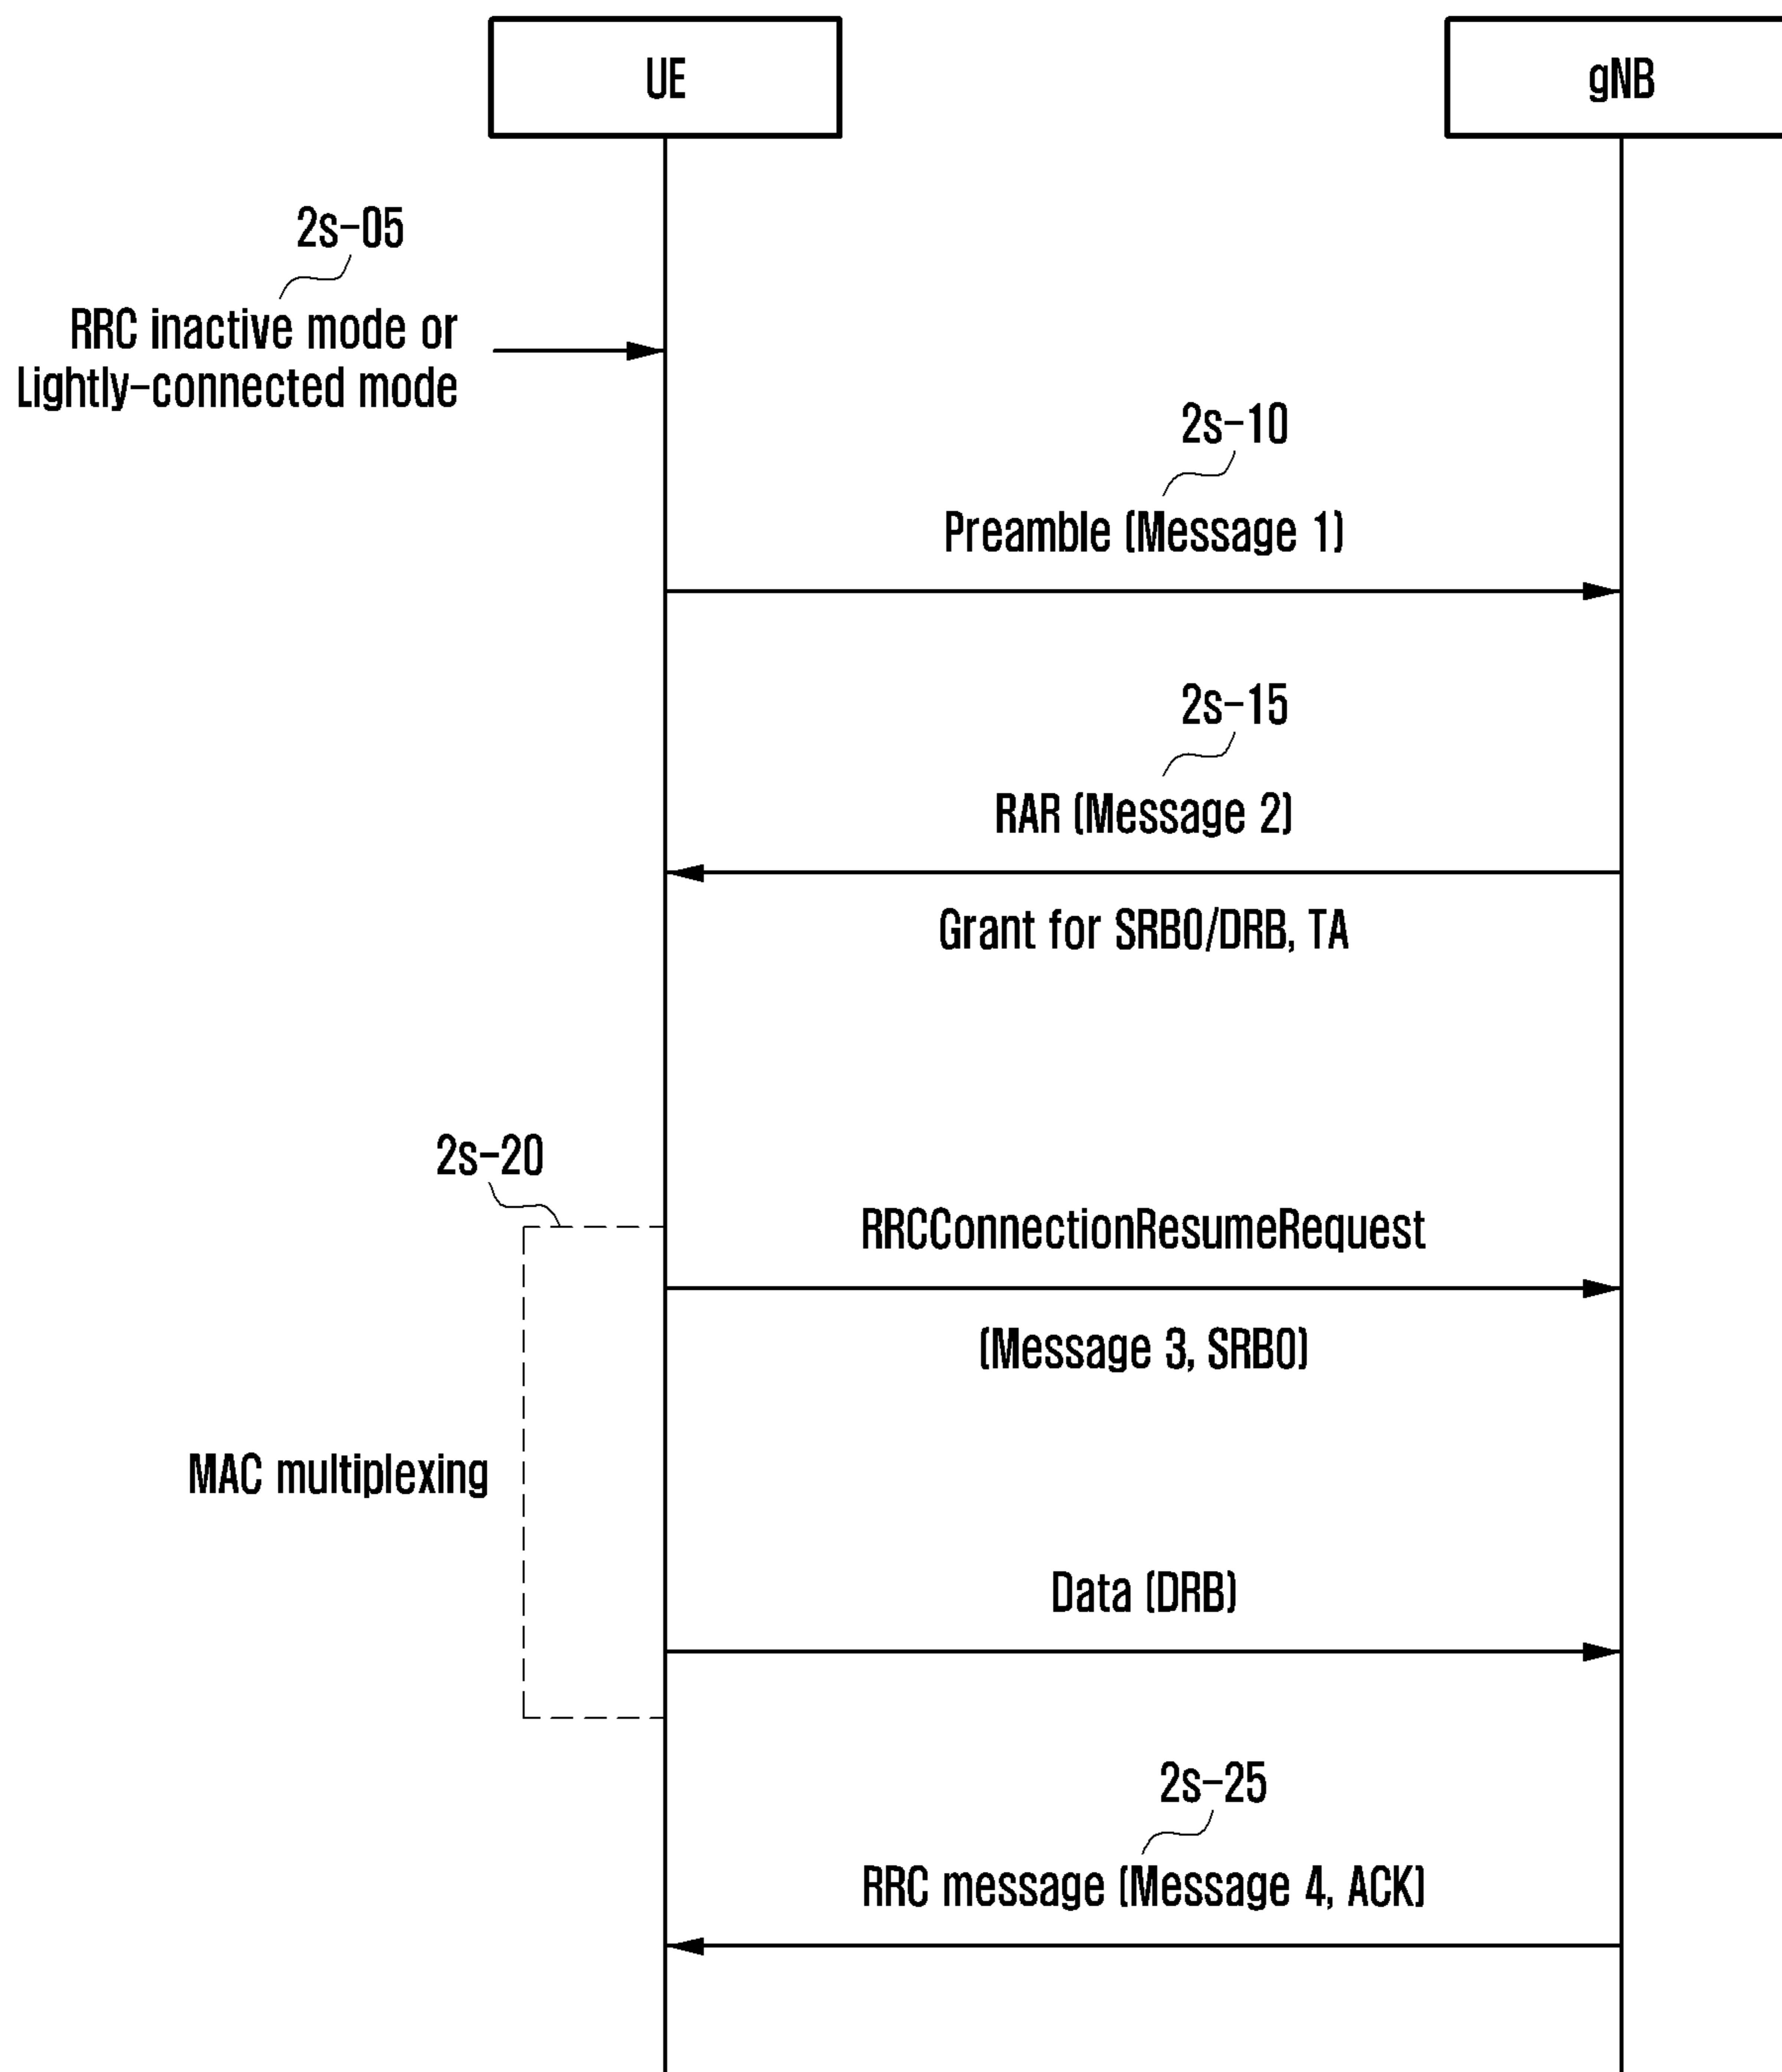 UE
gNB
2s-05
RRC inactive mode or
Lightly-connected mode
2s-10
Preamble (Message 1)
2s-15
RAR (Message 2)
Grant for SRB0/DRB, TA
2s-20
RRCConnectionResumeRequest
(Message 3, SRB0)
MAC multiplexing
Data (DRB)
2s-25
RRC message (Message 4, ACK)